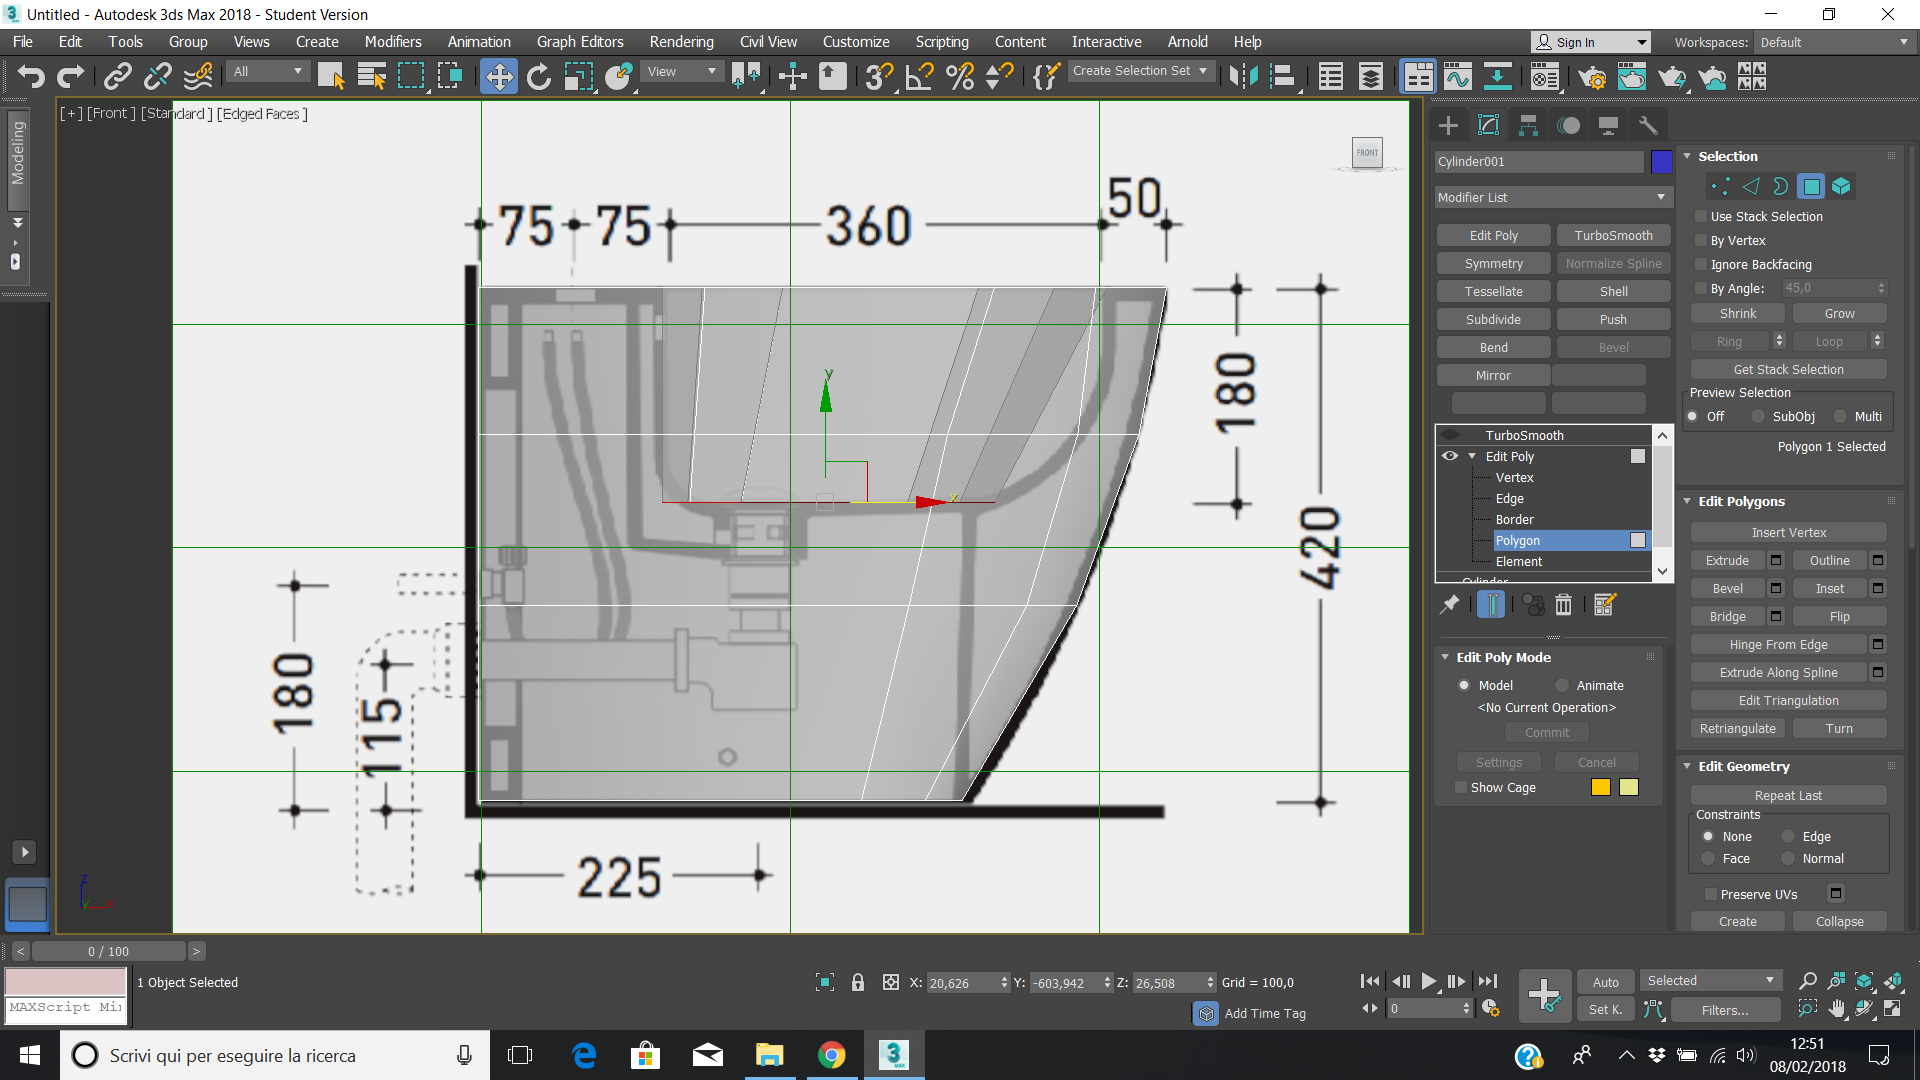 Untitled - Autodesk 3ds Max 2018 - Student Version
File Edit Tools Group Views Create Modifiers Animation Graph Editors Rendering Civil View Customize Scripting Content Interactive Arnold Help
Sign In
Workspaces: Default
All
View
Create Selection Set
[+] [Front] [Standard] [Edged Faces]
Modeling
FRONT
75 75 360 50
180
420
180
115
225
y
x
z
Cylinder001
Modifier List
Edit Poly TurboSmooth
Symmetry Normalize Spline
Tessellate Shell
Subdivide Push
Bend Bevel
Mirror
TurboSmooth
Edit Poly
Vertex
Edge
Border
Polygon
Element
Edit Poly Mode
Model Animate
<No Current Operation>
Commit
Settings Cancel
Show Cage
Selection
Use Stack Selection
By Vertex
Ignore Backfacing
By Angle: 45,0
Shrink Grow
Ring Loop
Get Stack Selection
Preview Selection
Off SubObj Multi
Polygon 1 Selected
Edit Polygons
Insert Vertex
Extrude Outline
Bevel Inset
Bridge Flip
Hinge From Edge
Extrude Along Spline
Edit Triangulation
Retriangulate Turn
Edit Geometry
Repeat Last
Constraints
None Edge
Face Normal
Preserve UVs
Create Collapse
< 0 / 100 >
MAXScript Mi
1 Object Selected
X: 20,626 Y: -603,942 Z: 26,508 Grid = 100,0
Add Time Tag
0
Auto Selected
Set K. Filters...
Scrivi qui per eseguire la ricerca
12:51
08/02/2018